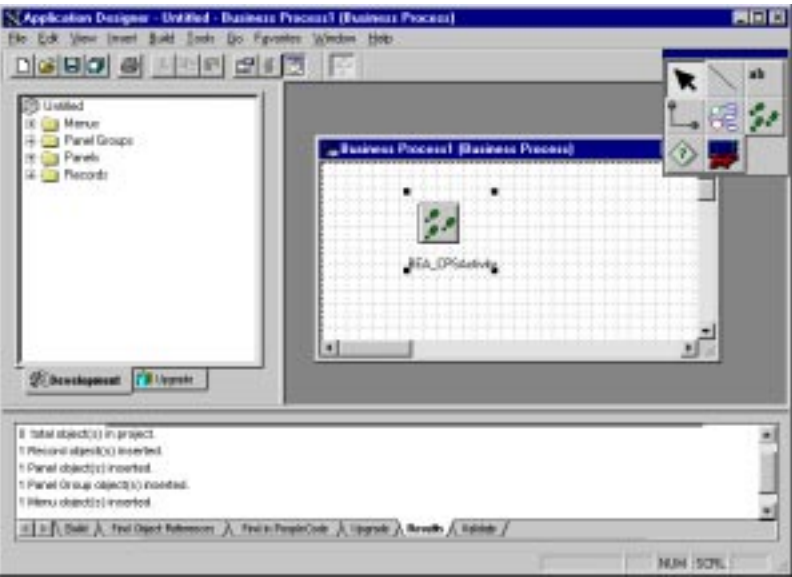 Application Designer - Untitled - Business Process1 (Business Process)
File Edit View Insert Build Tools Go Favorites Window Help
ab
Untitled
Menus
Panel Groups
Panels
Records
Business Process1 (Business Process)
BEA_CPSActivity
Development Upgrade
8 total object(s) in project.
1 Record object(s) inserted.
1 Panel object(s) inserted.
1 Panel Group object(s) inserted.
1 Menu object(s) inserted.
Build Find Object References Find in PeopleCode Upgrade Results Validate
NUM SCRL